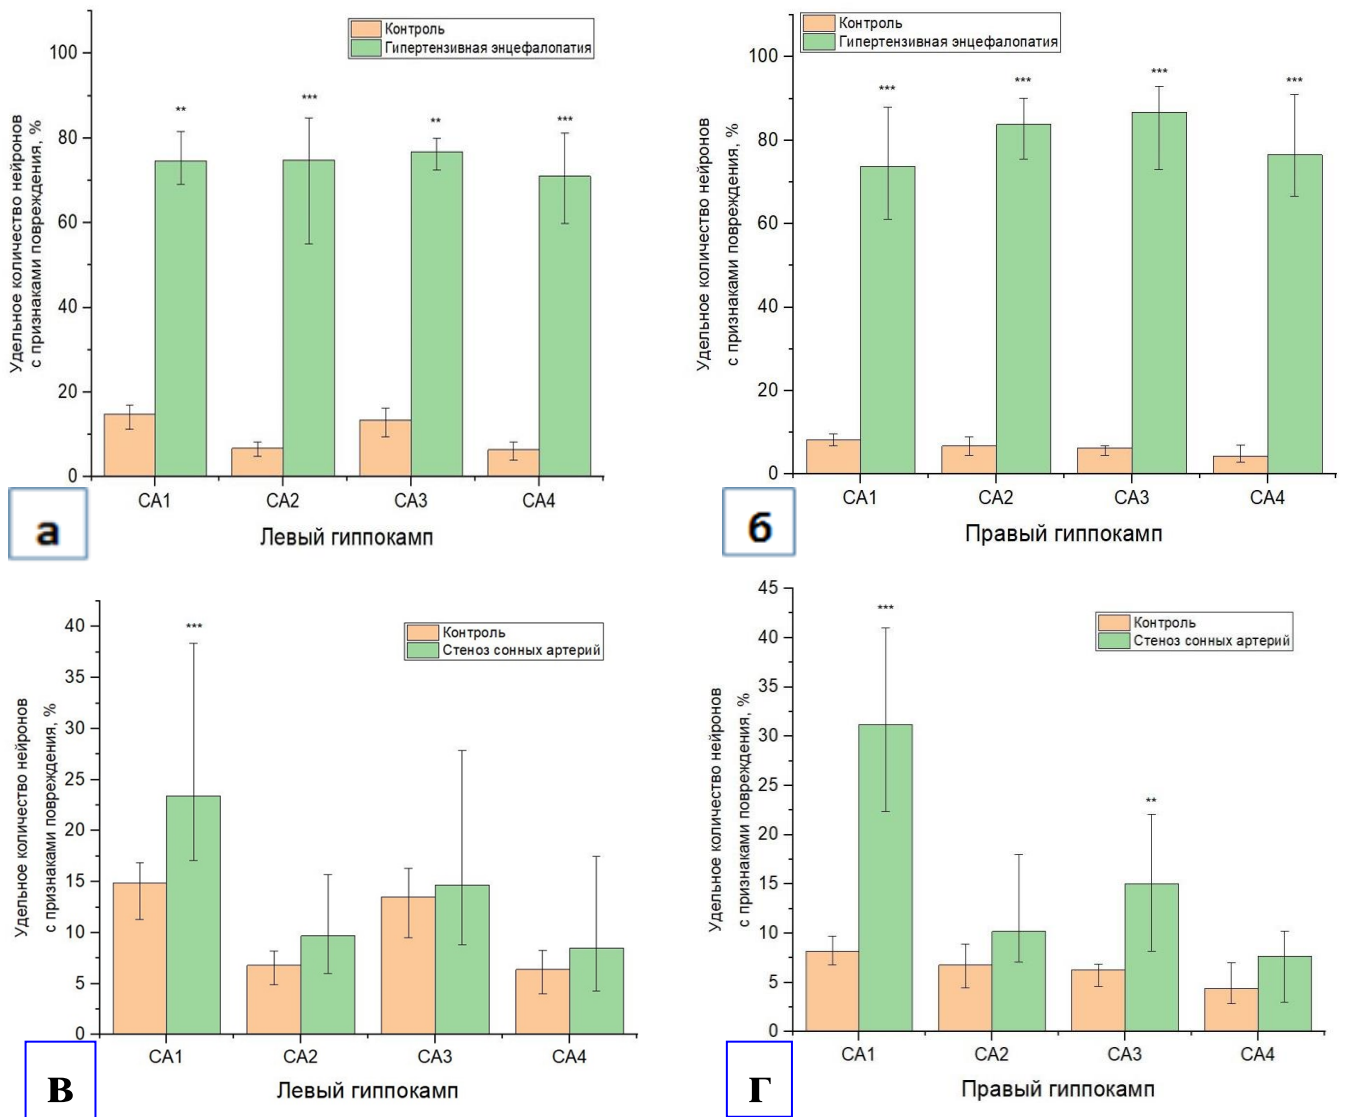 Контроль
Гипертензивная энцефалопатия
Удельное количество нейронов
с признаками повреждения, %
100
80
60
40
20
0
**
***
**
***
CA1 CA2 CA3 CA4
Левый гиппокамп
а
Контроль
Гипертензивная энцефалопатия
Удельное количество нейронов
с признаками повреждения, %
100
80
60
40
20
0
***
***
***
***
CA1 CA2 CA3 CA4
Правый гиппокамп
б
Контроль
Стеноз сонных артерий
Удельное количество нейронов
с признаками повреждения, %
40
35
30
25
20
15
10
5
0
***
CA1 CA2 CA3 CA4
Левый гиппокамп
в
Контроль
Стеноз сонных артерий
Удельное количество нейронов
с признаками повреждения, %
45
40
35
30
25
20
15
10
5
0
***
**
CA1 CA2 CA3 CA4
Правый гиппокамп
г